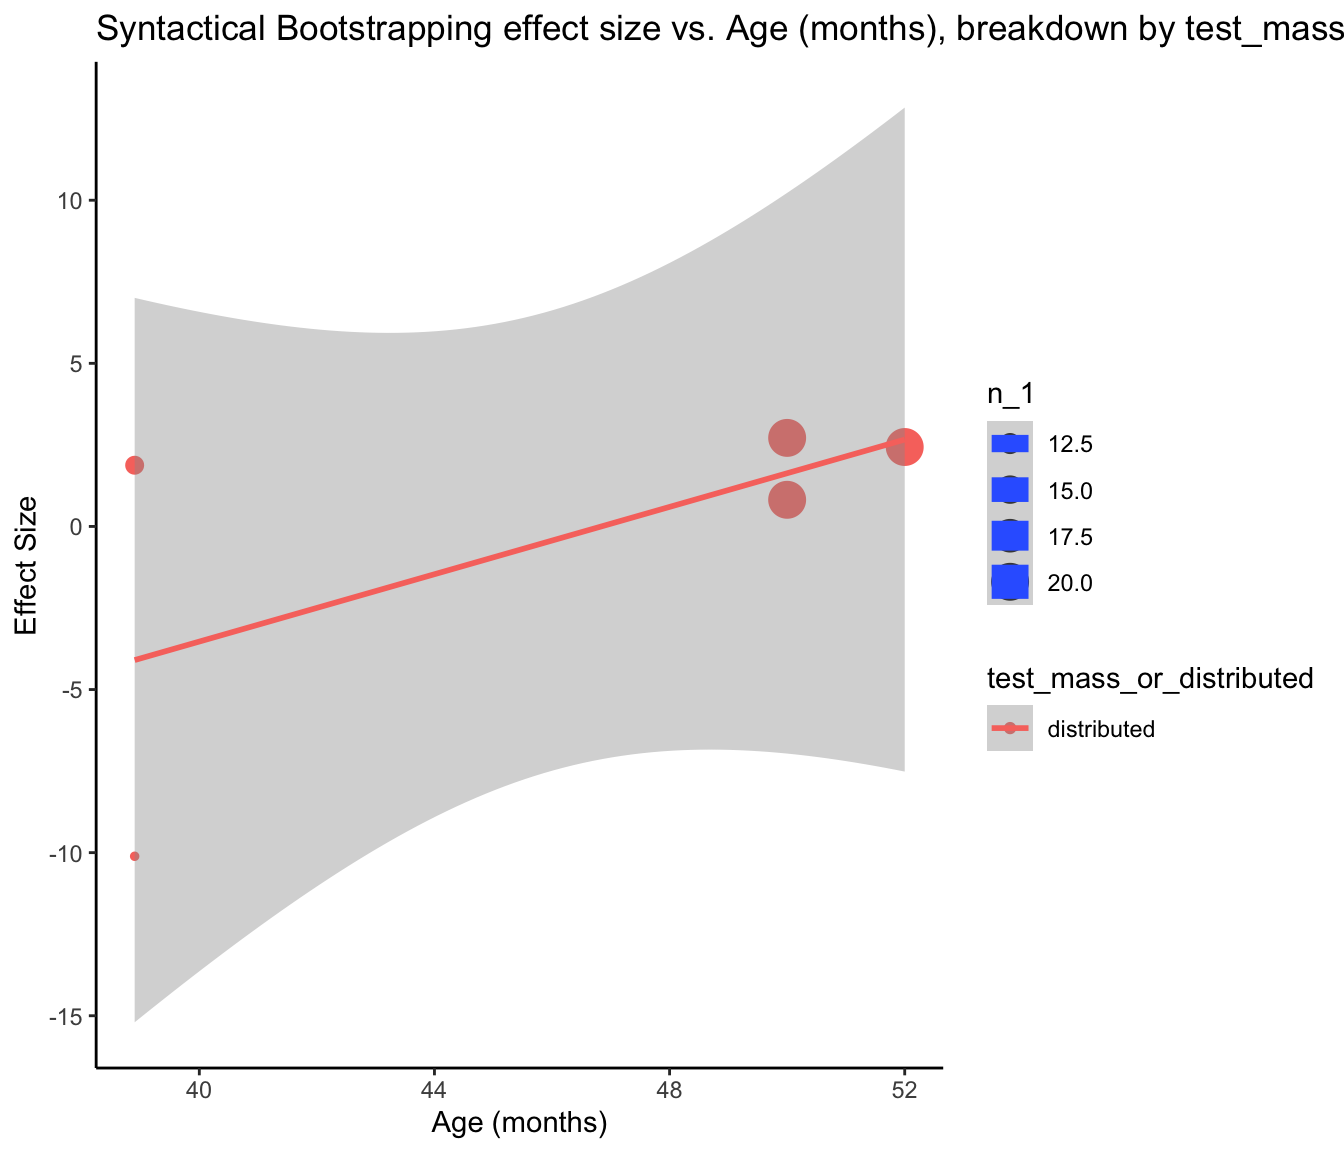 Syntactical Bootstrapping effect size vs. Age (months), breakdown by test_mass
10
5
0
-5
-10
-15
Effect Size
40
44
48
52
Age (months)
n_1
12.5
15.0
17.5
20.0
test_mass_or_distributed
distributed